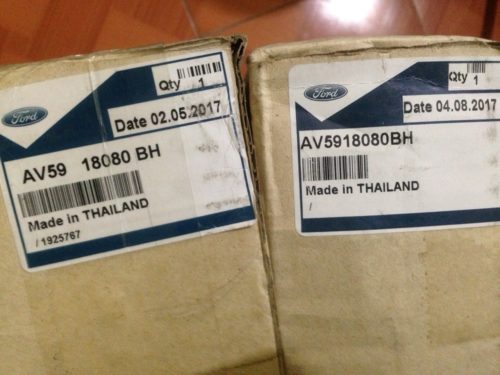 Qty 1
Ford
Date 02.05.2017
AV59 18080 BH
Made in THAILAND
/ 1925767
Qty 1
Ford
Date 04.08.2017
AV5918080BH
Made in THAILAND
/